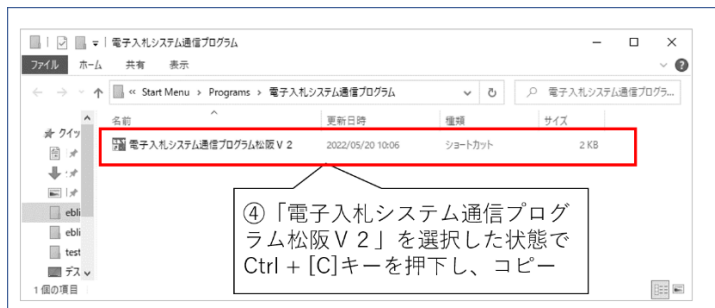 電子入札システム通信プログラム
ファイル ホーム 共有 表示
« Start Menu › Programs › 電子入札システム通信プログラム
電子入札システム通信プログラ...
名前 更新日時 種類 サイズ
電子入札システム通信プログラム松阪V2 2022/05/20 10:06 ショートカット 2 KB
クイッ
ebli
ebli
test
デス
1 個の項目
④「電子入札システム通信プログ
ラム松阪V2」を選択した状態で
Ctrl + [C]キーを押下し、コピー